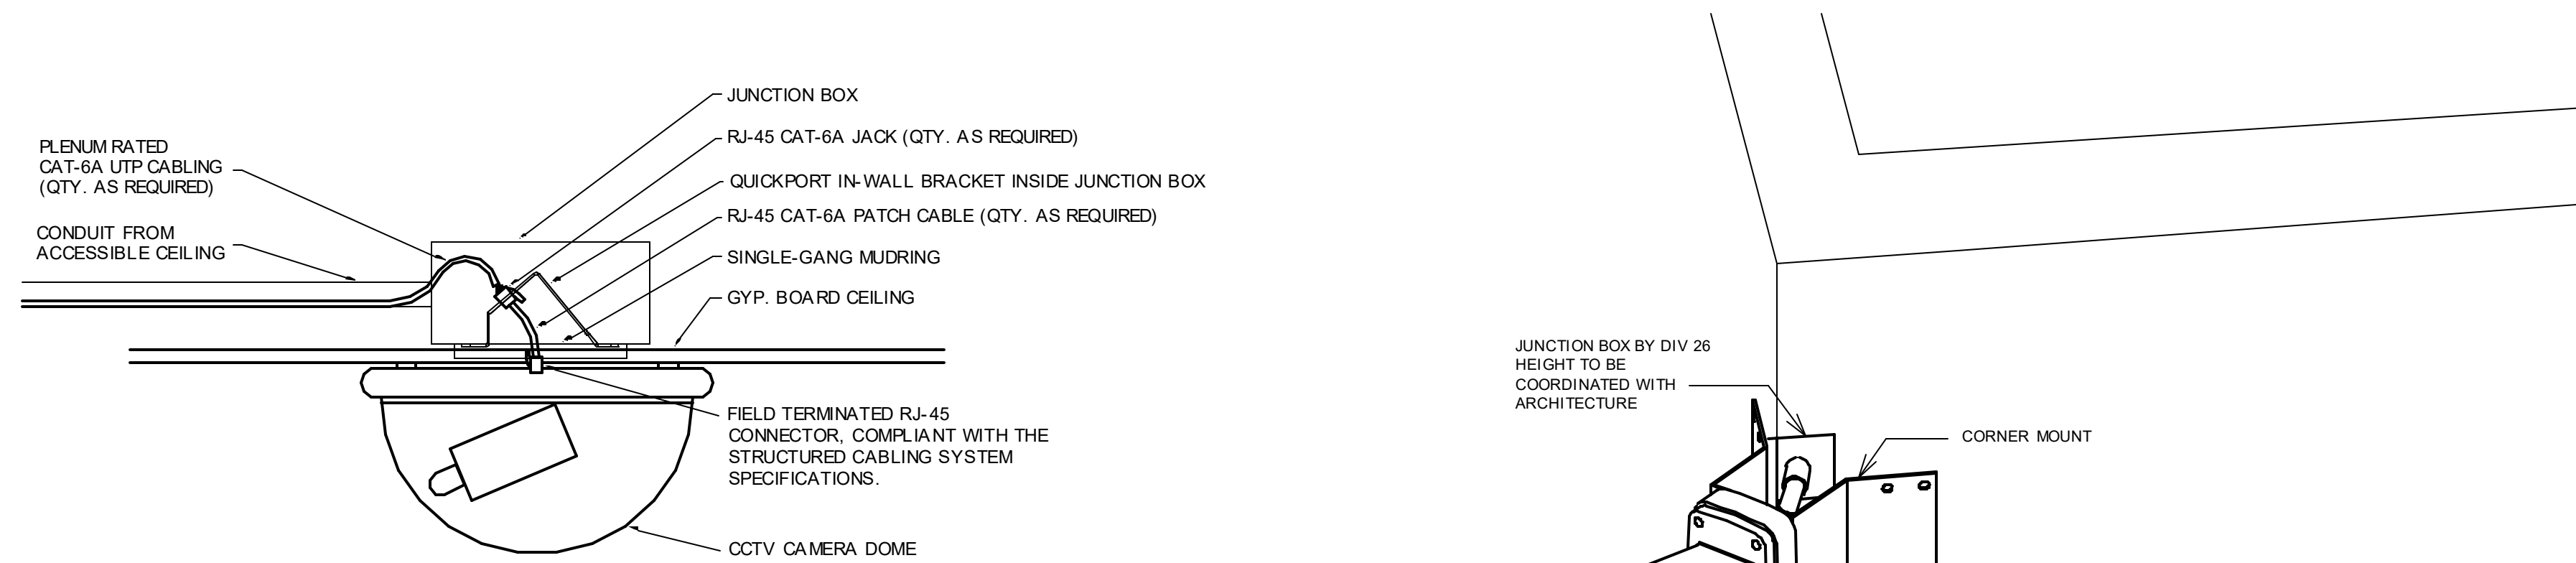 JUNCTION BOX
RJ-45 CAT-6A JACK (QTY. AS REQUIRED)
PLENUM RATED
CAT-6A UTP CABLING
(QTY. AS REQUIRED)
QUICKPORT IN-WALL BRACKET INSIDE JUNCTION BOX
RJ-45 CAT-6A PATCH CABLE (QTY. AS REQUIRED)
CONDUIT FROM
ACCESSIBLE CEILING
SINGLE-GANG MUDRING
GYP. BOARD CEILING
FIELD TERMINATED RJ-45
CONNECTOR, COMPLIANT WITH THE
STRUCTURED CABLING SYSTEM
SPECIFICATIONS.
CCTV CAMERA DOME
JUNCTION BOX BY DIV 26
HEIGHT TO BE
COORDINATED WITH
ARCHITECTURE
CORNER MOUNT